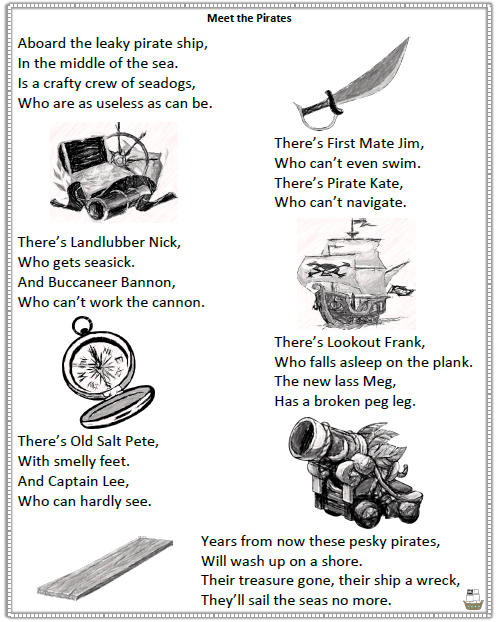 Meet the Pirates
Aboard the leaky pirate ship,
In the middle of the sea.
Is a crafty crew of seadogs,
Who are as useless as can be.
There's First Mate Jim,
Who can't even swim.
There's Pirate Kate,
Who can't navigate.
There's Landlubber Nick,
Who gets seasick.
And Buccaneer Bannon,
Who can't work the cannon.
There's Lookout Frank,
Who falls asleep on the plank.
The new lass Meg,
Has a broken peg leg.
There's Old Salt Pete,
With smelly feet.
And Captain Lee,
Who can hardly see.
Years from now these pesky pirates,
Will wash up on a shore.
Their treasure gone, their ship a wreck,
They'll sail the seas no more.